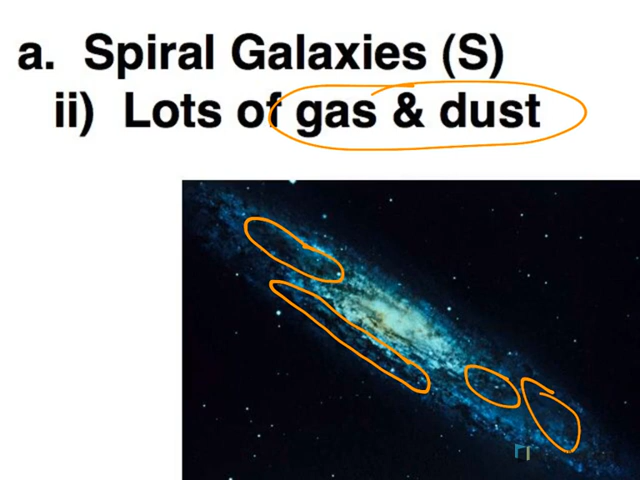 a. Spiral Galaxies (S)
ii) Lots of gas & dust